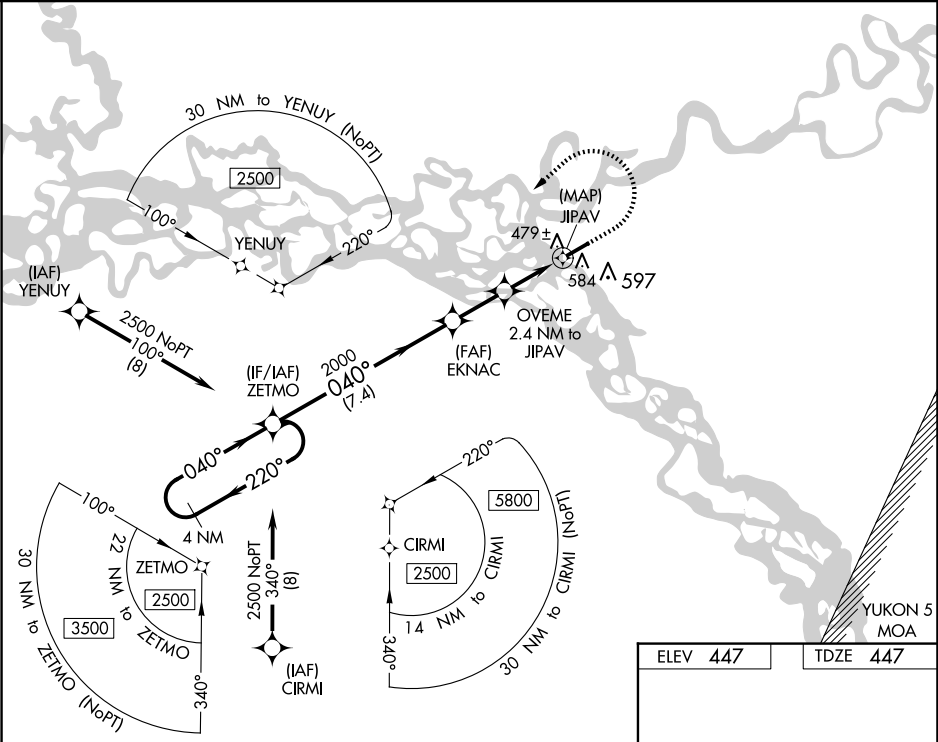 30 NM to YENUY (NoPT)
2500
100°
220°
YENUY
(MAP)
JIPAV
479 ±
584
597
(IAF)
YENUY
2500 NoPT
100°
(8)
OVEME
2.4 NM to
JIPAV
(FAF)
EKNAC
(IF/IAF)
ZETMO
2000
040°
(7.4)
040°
220°
4 NM
100°
ZETMO
2500
22 NM to ZETMO
3500
30 NM to ZETMO (NoPT)
340°
2500 NoPT
340°
(8)
(IAF)
CIRMI
220°
5800
CIRMI
2500
14 NM to CIRMI
30 NM to CIRMI (NoPT)
340°
YUKON 5
MOA
ELEV 447
TDZE 447